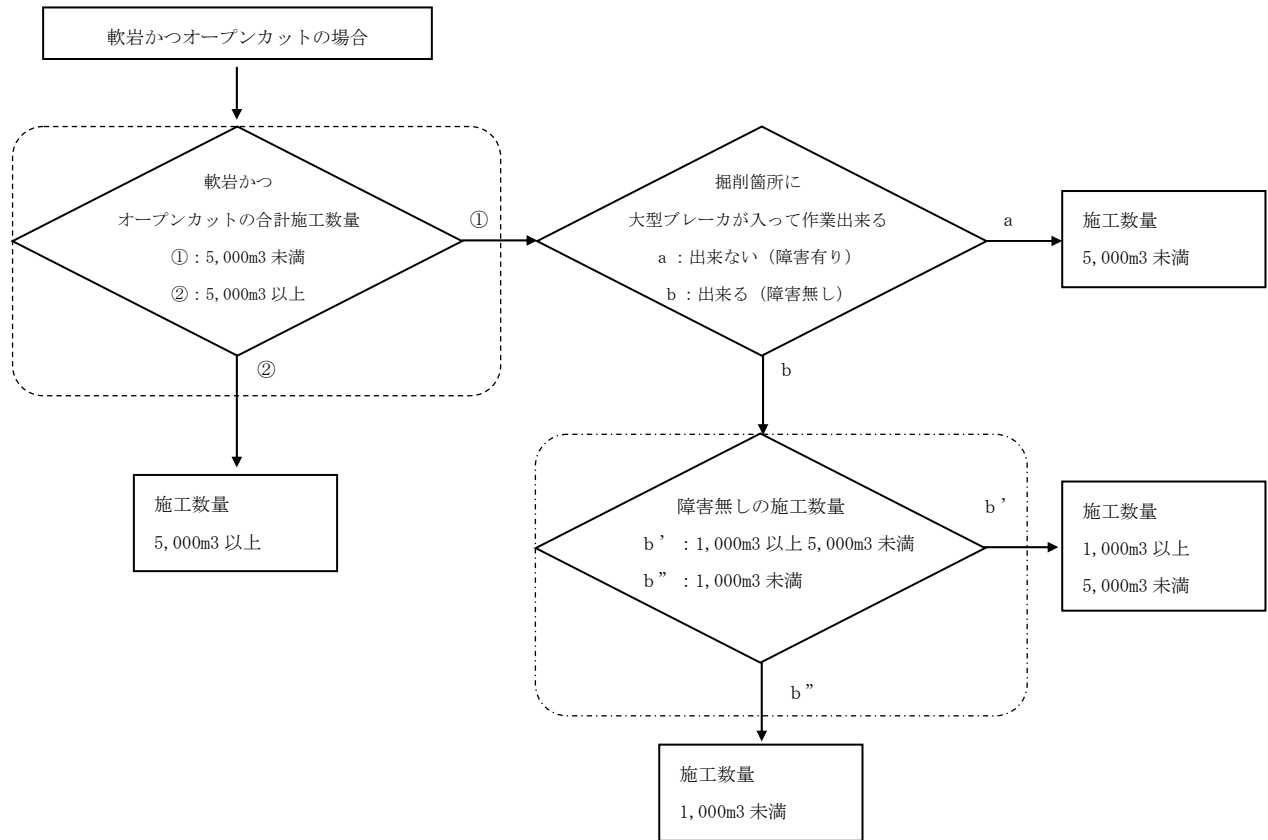 軟岩かつオープンカットの場合
軟岩かつ
オープンカットの合計施工数量
①：5,000m3 未満
②：5,000m3 以上
①
②
掘削箇所に
大型ブレーカが入って作業出来る
a：出来ない（障害有り）
b：出来る（障害無し）
a
施工数量
5,000m3 未満
b
施工数量
5,000m3 以上
障害無しの施工数量
b’：1,000m3 以上 5,000m3 未満
b”：1,000m3 未満
b’
施工数量
1,000m3 以上
5,000m3 未満
b”
施工数量
1,000m3 未満